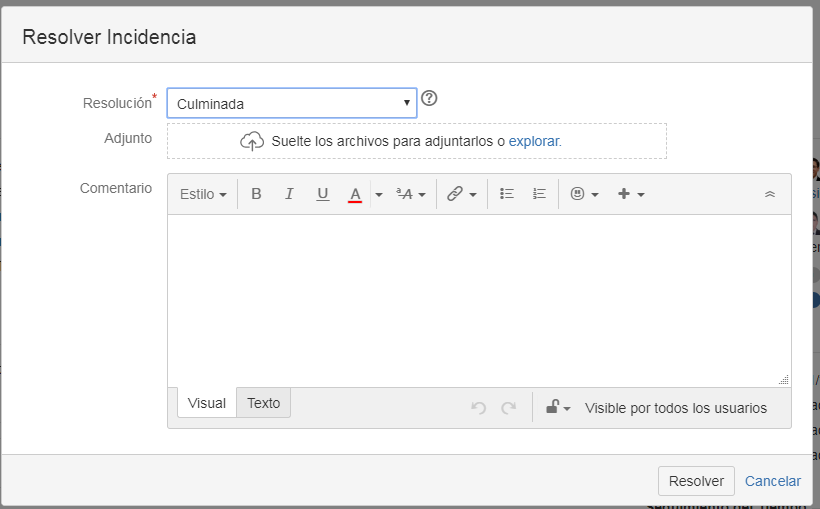 Resolver Incidencia
Resolución*
Culminada
Adjunto
Suelte los archivos para adjuntarlos o explorar.
Comentario
Estilo B I U A ªA
Visual Texto
Visible por todos los usuarios
Resolver Cancelar